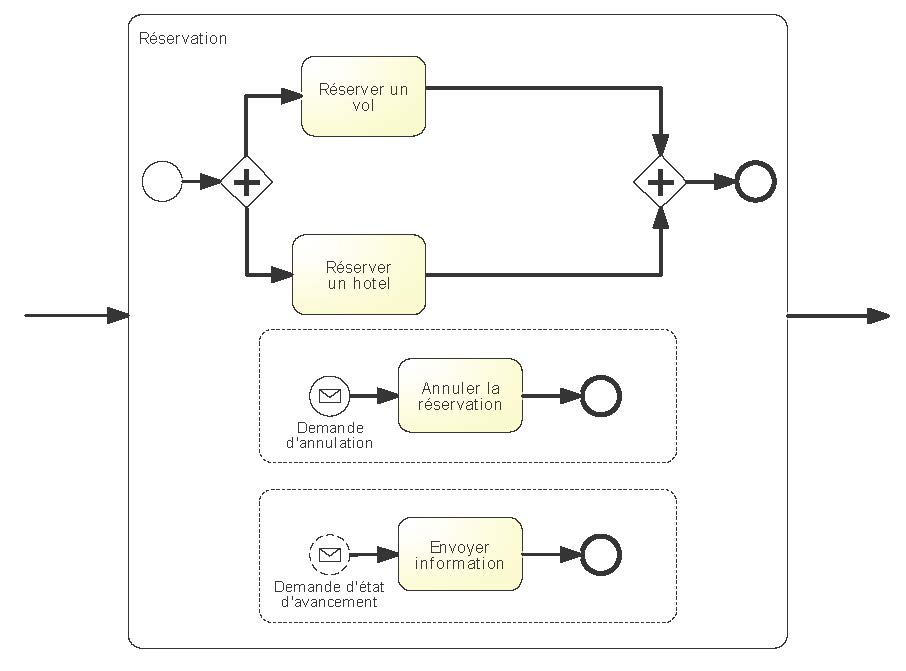 Réservation
Réserver un
vol
Réserver
un hotel
Annuler la
réservation
Demande
d'annulation
Envoyer
information
Demande d'état
d'avancement